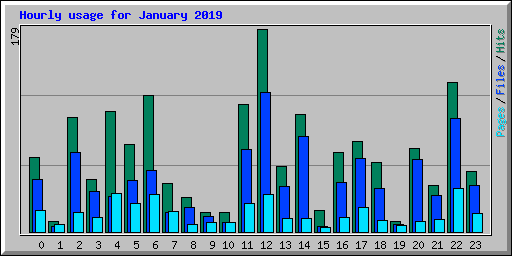 Hourly usage for January 2019
179
Pages/Files/Hits
0 1 2 3 4 5 6 7 8 9 10 11 12 13 14 15 16 17 18 19 20 21 22 23